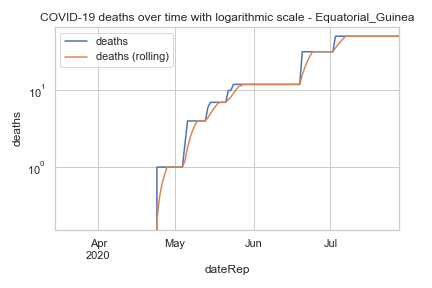 COVID-19 deaths over time with logarithmic scale - Equatorial_Guinea
deaths
deaths (rolling)
10¹
10⁰
deaths
Apr
2020
May
Jun
Jul
dateRep